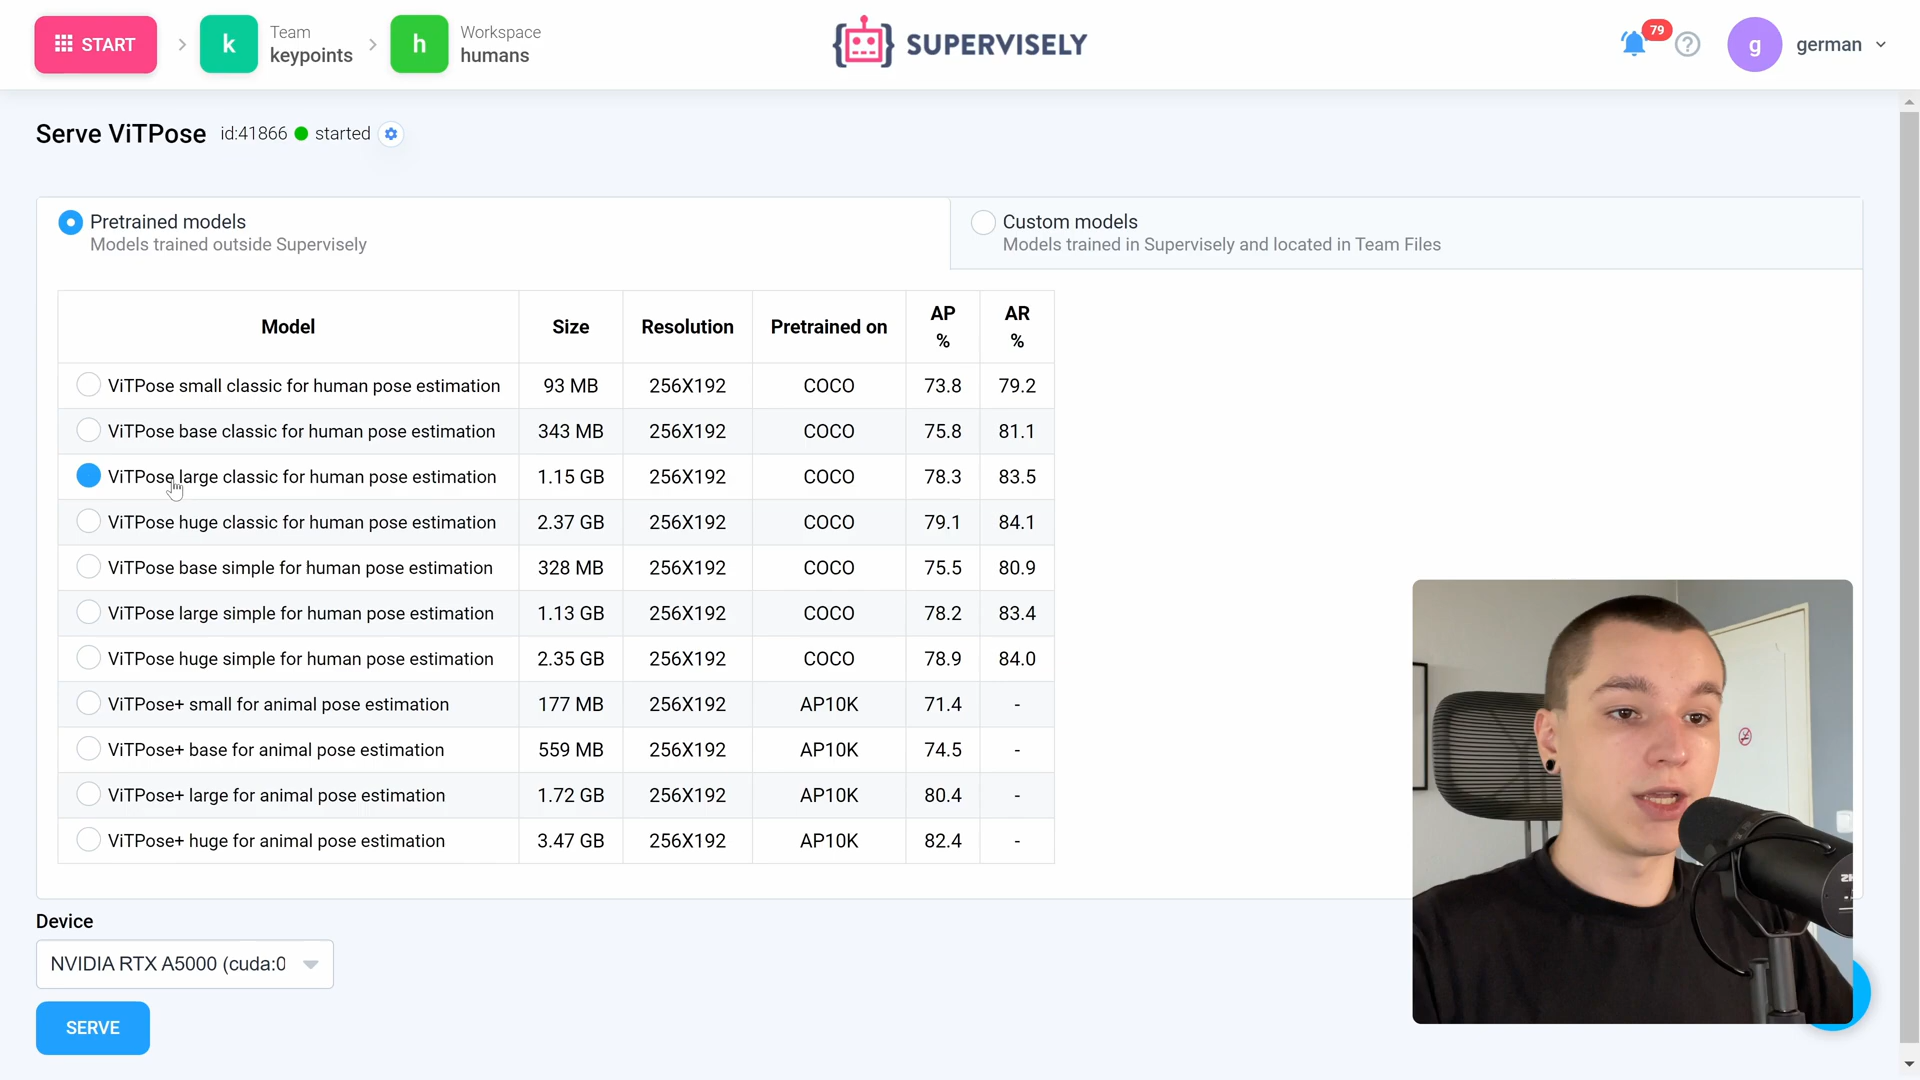 START
k
Team
keypoints
h
Workspace
humans
SUPERVISELY
79
g
german
Serve ViTPose
id:41866
started
Pretrained models
Models trained outside Supervisely
Custom models
Models trained in Supervisely and located in Team Files
Model Size Resolution Pretrained on AP % AR %
ViTPose small classic for human pose estimation 93 MB 256X192 COCO 73.8 79.2
ViTPose base classic for human pose estimation 343 MB 256X192 COCO 75.8 81.1
ViTPose large classic for human pose estimation 1.15 GB 256X192 COCO 78.3 83.5
ViTPose huge classic for human pose estimation 2.37 GB 256X192 COCO 79.1 84.1
ViTPose base simple for human pose estimation 328 MB 256X192 COCO 75.5 80.9
ViTPose large simple for human pose estimation 1.13 GB 256X192 COCO 78.2 83.4
ViTPose huge simple for human pose estimation 2.35 GB 256X192 COCO 78.9 84.0
ViTPose+ small for animal pose estimation 177 MB 256X192 AP10K 71.4 -
ViTPose+ base for animal pose estimation 559 MB 256X192 AP10K 74.5 -
ViTPose+ large for animal pose estimation 1.72 GB 256X192 AP10K 80.4 -
ViTPose+ huge for animal pose estimation 3.47 GB 256X192 AP10K 82.4 -
Device
NVIDIA RTX A5000 (cuda:0
SERVE